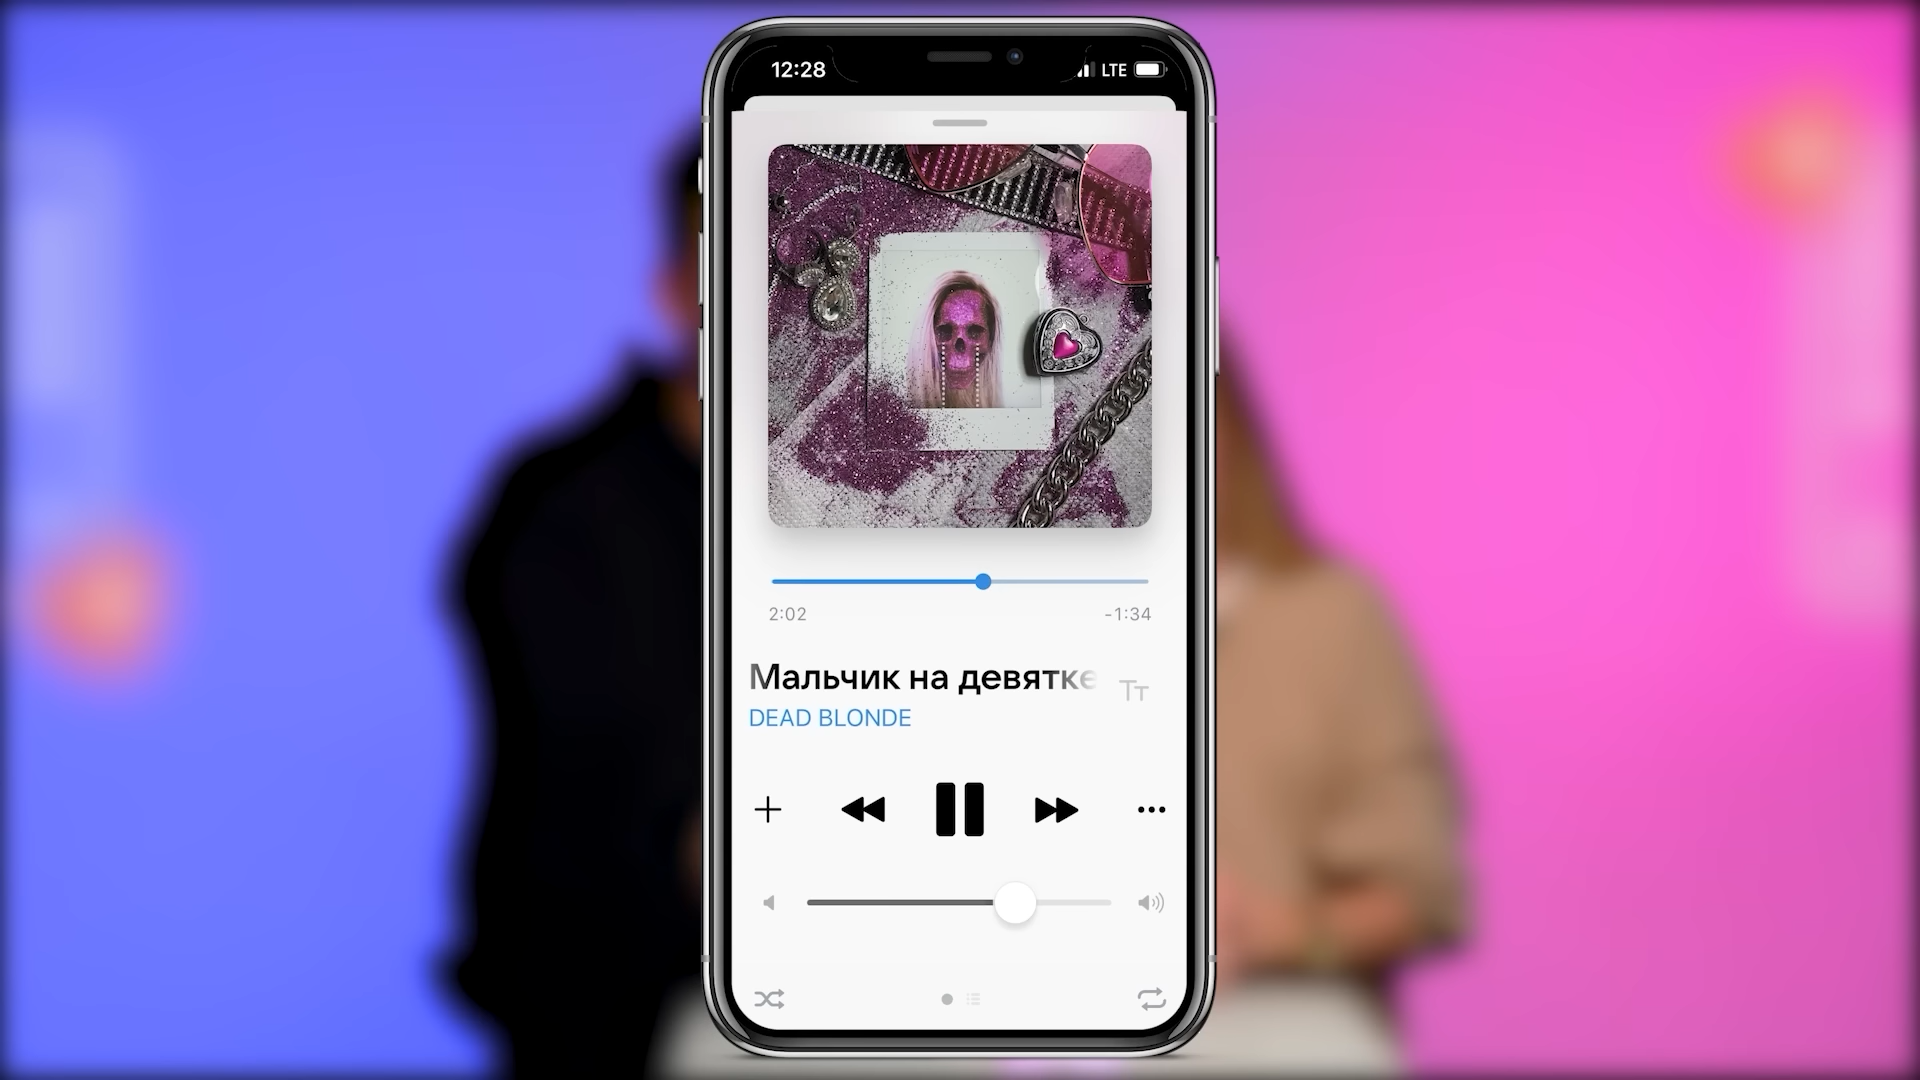 12:28
LTE
2:02
-1:34
Мальчик на девятке
DEAD BLONDE
Тт